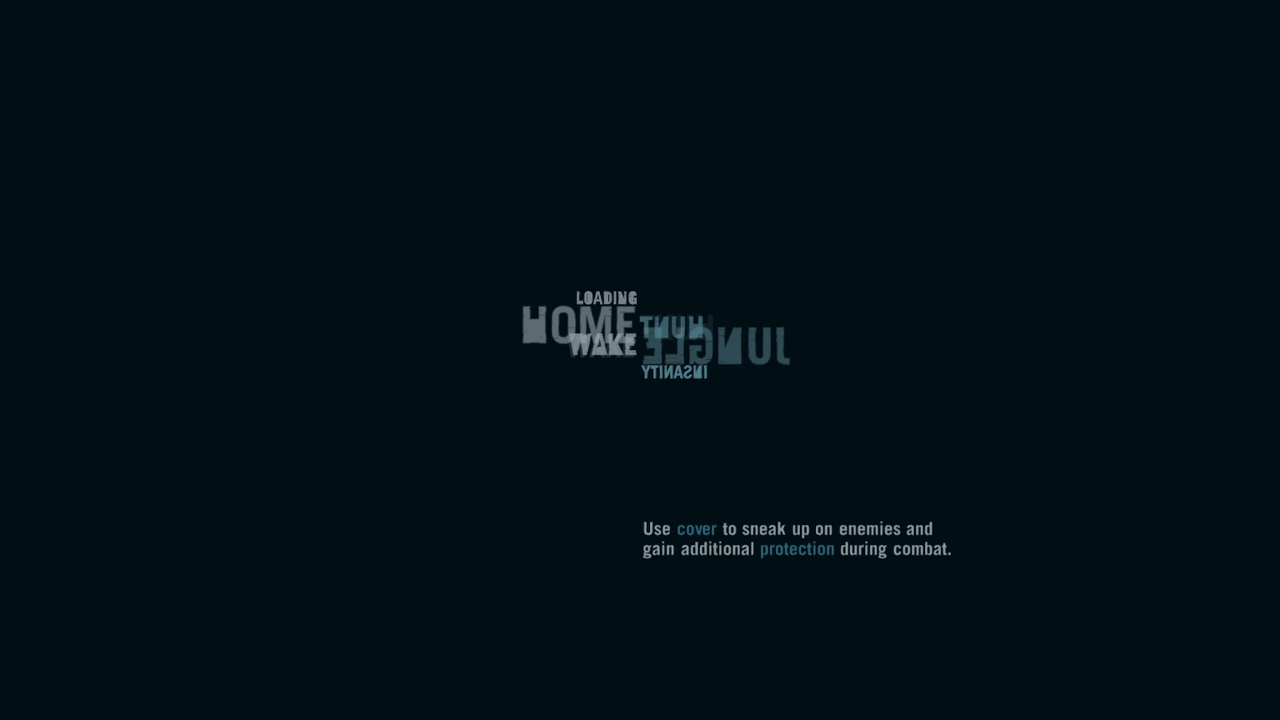 LOADING
HOME
HUNT
WAKE
JUNGLE
INSANITY
Use cover to sneak up on enemies and
gain additional protection during combat.